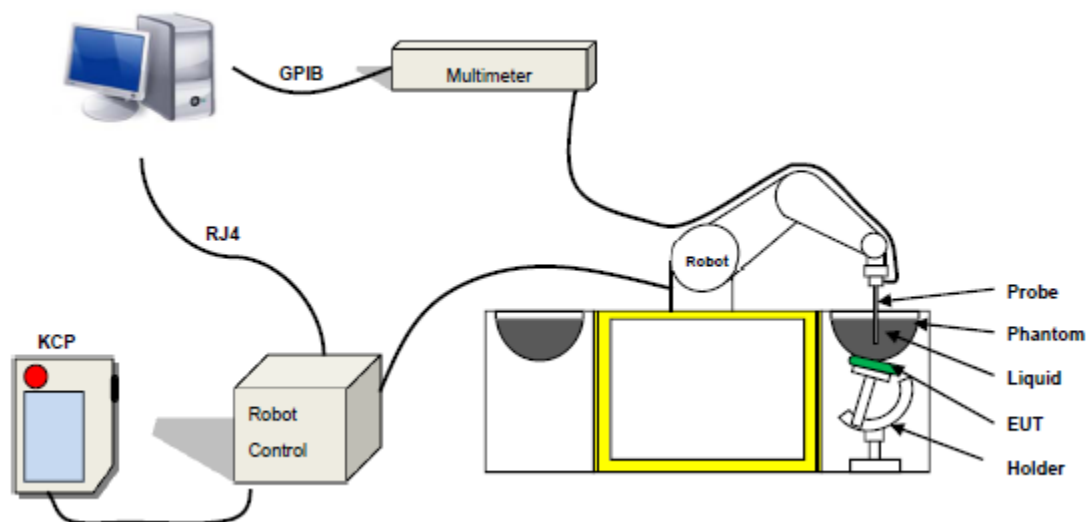 GPIB
Multimeter
RJ4
Robot
Probe
Phantom
Liquid
EUT
Holder
KCP
Robot
Control